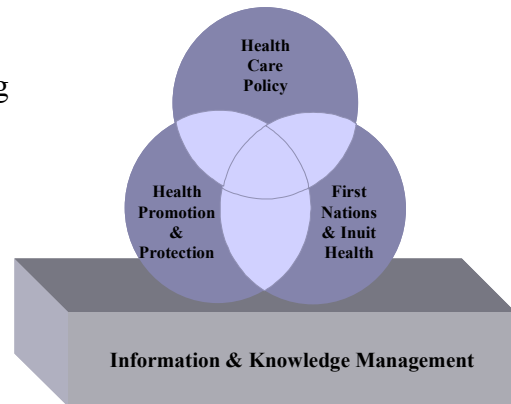 g
Health
Care
Policy
Health
Promotion
&
Protection
First
Nations
& Inuit
Health
Information & Knowledge Management